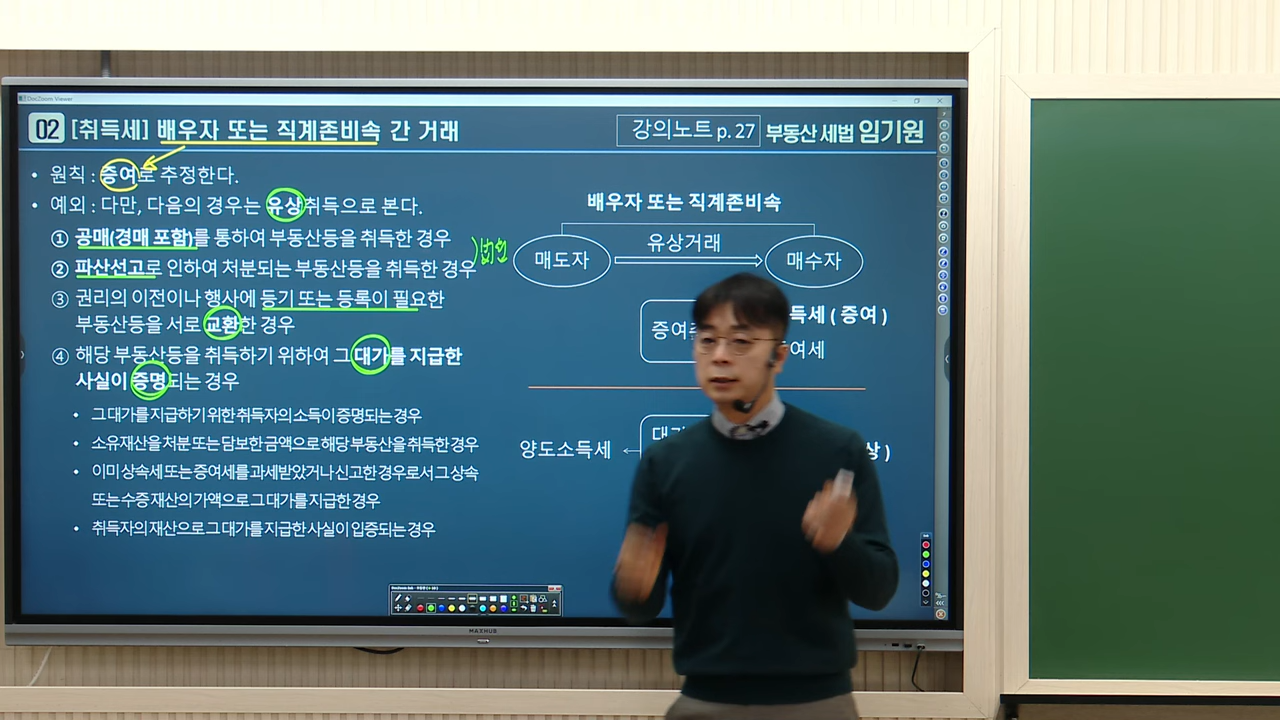 DocZoom Viewer
02 [취득세] 배우자 또는 직계존비속 간 거래
강의노트 p. 27 부동산 세법 임기원
• 원칙 : 증여로 추정한다.
• 예외 : 다만, 다음의 경우는 유상취득으로 본다.
① 공매(경매 포함)를 통하여 부동산등을 취득한 경우
② 파산선고로 인하여 처분되는 부동산등을 취득한 경우
③ 권리의 이전이나 행사에 등기 또는 등록이 필요한
부동산등을 서로 교환한 경우
④ 해당 부동산등을 취득하기 위하여 그 대가를 지급한
사실이 증명되는 경우
• 그 대가를 지급하기 위한 취득자의 소득이 증명되는 경우
• 소유재산을 처분 또는 담보한 금액으로 해당 부동산을 취득한 경우
• 이미 상속세 또는 증여세를 과세받았거나 신고한 경우로서 그 상속
또는 수증 재산의 가액으로 그 대가를 지급한 경우
• 취득자의 재산으로 그 대가를 지급한 사실이 입증되는 경우
배우자 또는 직계존비속
매도자 유상거래 매수자
증여 득세 ( 증여 )
여세
양도소득세 ← 대 상 )
MAXHUB